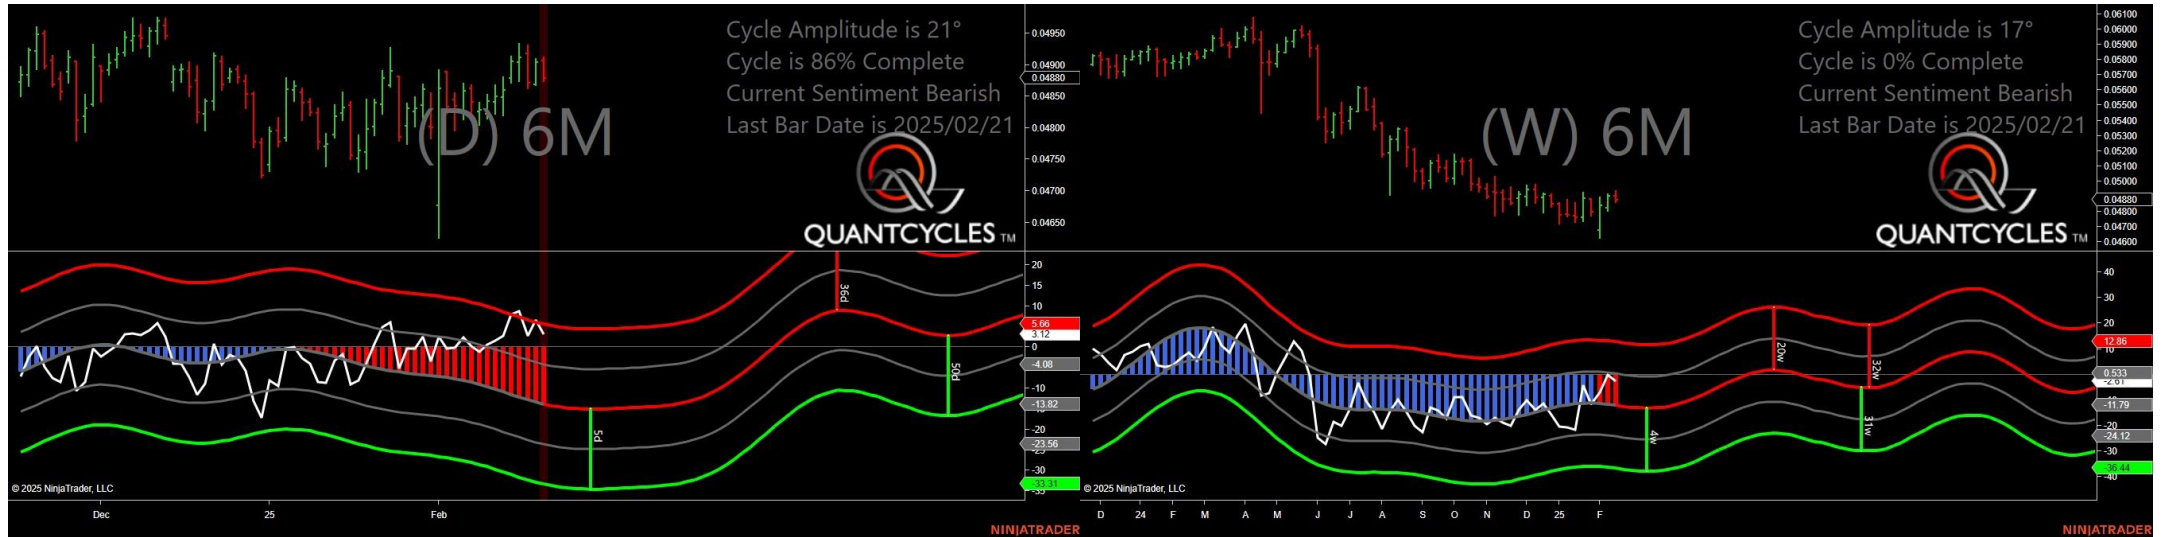 Cycle Amplitude is 21°
Cycle is 86% Complete
Current Sentiment Bearish
Last Bar Date is 2025/02/21
(D) 6M
QUANTCYCLES TM
0.04950
0.04900
0.04880
0.04850
0.04800
0.04750
0.04700
0.04650
36d
50d
5d
20
15
10
5.66
3.12
0
-4.08
-10
-13.82
-20
-23.56
-30
-33.31
© 2025 NinjaTrader, LLC
Dec
25
Feb
NINJATRADER
Cycle Amplitude is 17°
Cycle is 0% Complete
Current Sentiment Bearish
Last Bar Date is 2025/02/21
(W) 6M
QUANTCYCLES TM
0.06100
0.06000
0.05900
0.05800
0.05700
0.05600
0.05500
0.05400
0.05300
0.05200
0.05100
0.05000
0.04880
0.04800
0.04700
0.04600
20w
32w
31w
4w
40
30
20
12.86
10
0.533
-2.61
-11.79
-20
-24.12
-30
-36.44
-40
© 2025 NinjaTrader, LLC
D 24 F M A M J J A S O N D 25 F
NINJATRADER